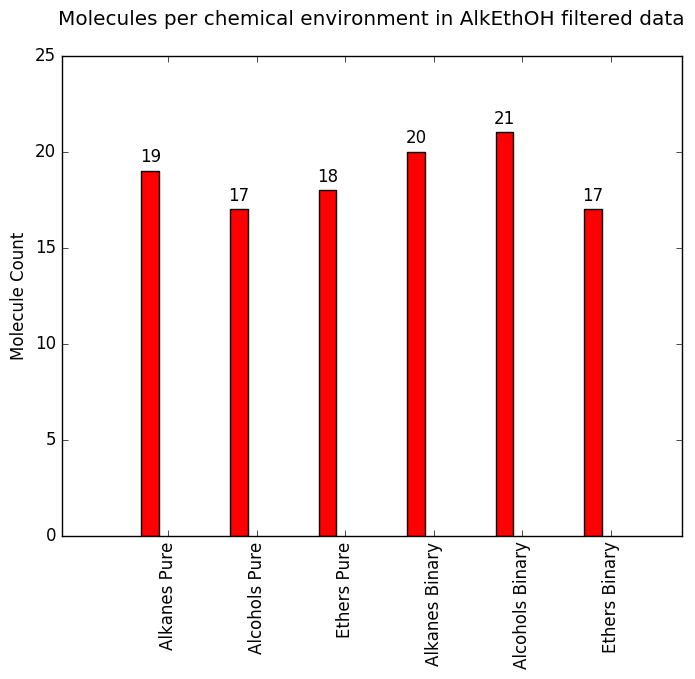 Molecules per chemical environment in AlkEthOH filtered data
25
20
15
10
5
0
Molecule Count
19
17
18
20
21
17
Alkanes Pure
Alcohols Pure
Ethers Pure
Alkanes Binary
Alcohols Binary
Ethers Binary